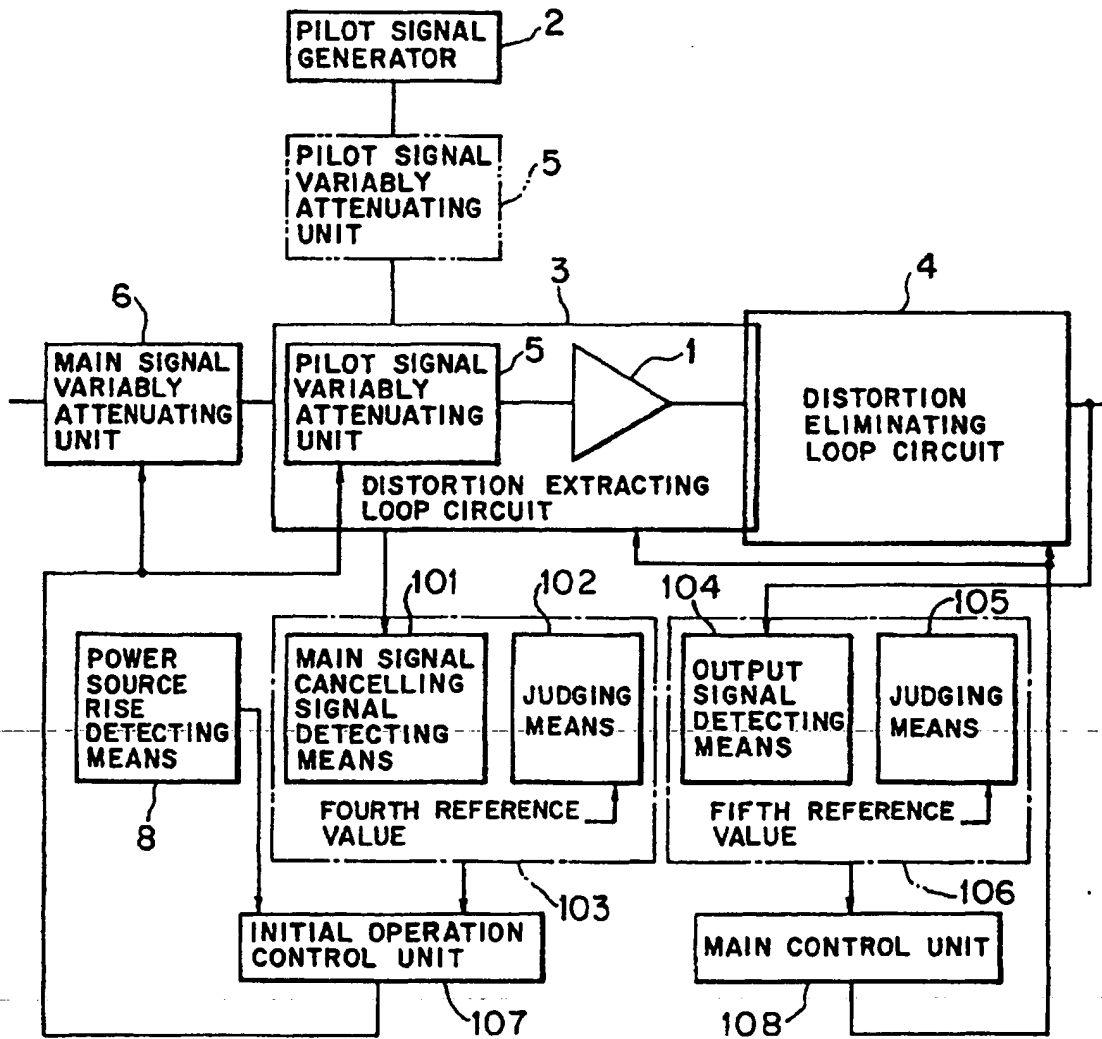 PILOT SIGNAL
GENERATOR
2
PILOT SIGNAL
VARIABLY
ATTENUATING
UNIT
5
3
4
6
MAIN SIGNAL
VARIABLY
ATTENUATING
UNIT
PILOT SIGNAL
VARIABLY
ATTENUATING
UNIT
5
1
DISTORTION EXTRACTING
LOOP CIRCUIT
DISTORTION
ELIMINATING
LOOP CIRCUIT
101
102
104
105
POWER
SOURCE
RISE
DETECTING
MEANS
8
MAIN SIGNAL
CANCELLING
SIGNAL
DETECTING
MEANS
JUDGING
MEANS
FOURTH REFERENCE
VALUE
OUTPUT
SIGNAL
DETECTING
MEANS
JUDGING
MEANS
FIFTH REFERENCE
VALUE
103
106
INITIAL OPERATION
CONTROL UNIT
107
MAIN CONTROL UNIT
108